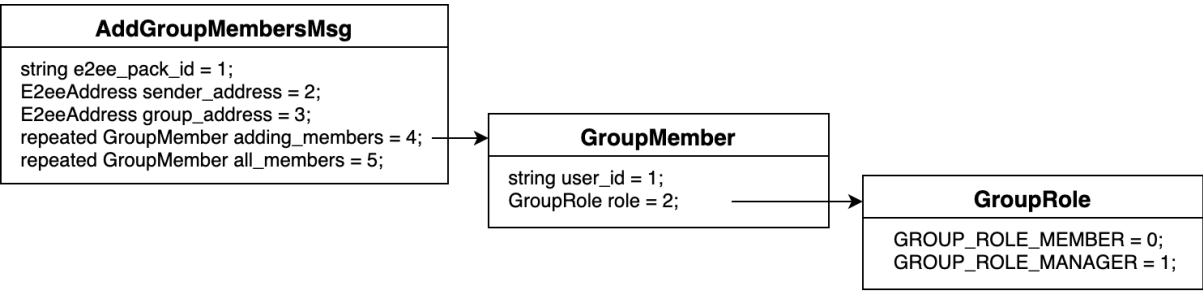 AddGroupMembersMsg
string e2ee_pack_id = 1;
E2eeAddress sender_address = 2;
E2eeAddress group_address = 3;
repeated GroupMember adding_members = 4;
repeated GroupMember all_members = 5;
GroupMember
string user_id = 1;
GroupRole role = 2;
GroupRole
GROUP_ROLE_MEMBER = 0;
GROUP_ROLE_MANAGER = 1;